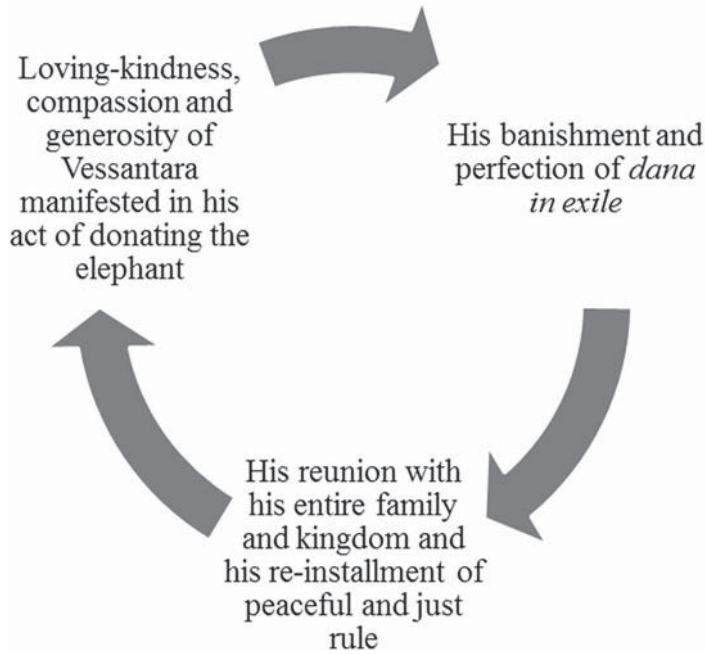 Loving-kindness,
compassion and
generosity of
Vessantara
manifested in his
act of donating the
elephant
His banishment and
perfection of dana
in exile
His reunion with
his entire family
and kingdom and
his re-installment of
peaceful and just
rule